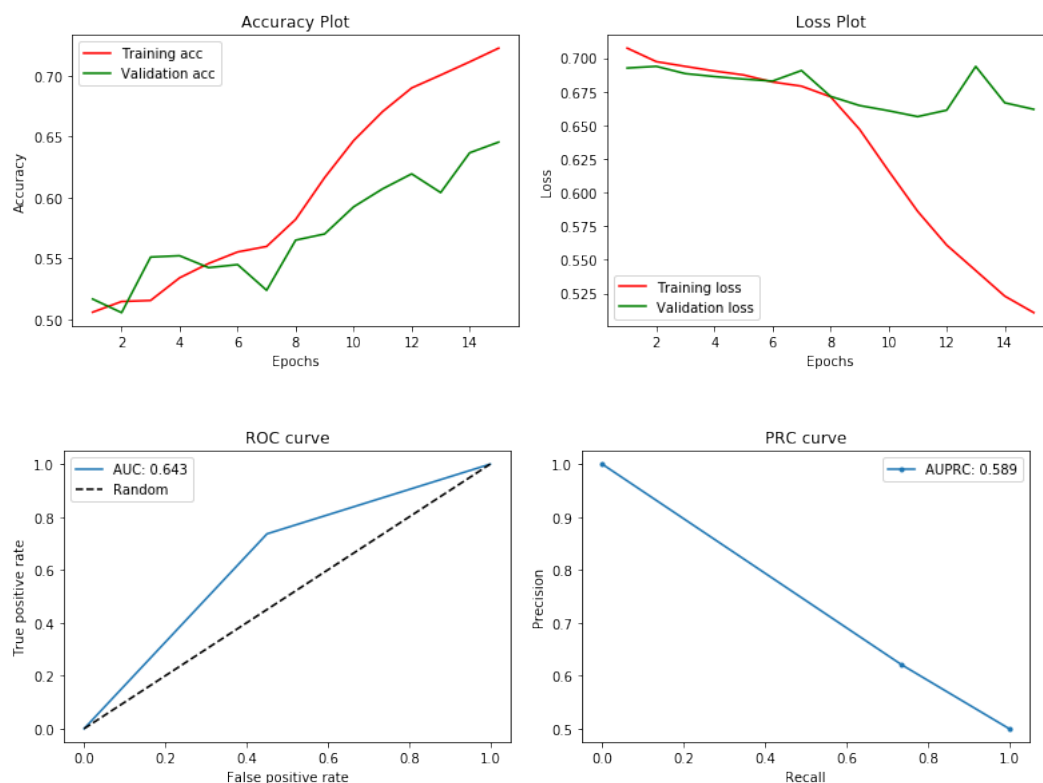 Accuracy Plot
Training acc
Validation acc
0.70
0.65
0.60
0.55
0.50
Accuracy
2 4 6 8 10 12 14
Epochs
Loss Plot
0.700
0.675
0.650
0.625
0.600
0.575
0.550
0.525
Loss
Training loss
Validation loss
2 4 6 8 10 12 14
Epochs
ROC curve
AUC: 0.643
Random
1.0
0.8
0.6
0.4
0.2
0.0
True positive rate
0.0 0.2 0.4 0.6 0.8 1.0
False positive rate
PRC curve
AUPRC: 0.589
1.0
0.9
0.8
0.7
0.6
0.5
Precision
0.0 0.2 0.4 0.6 0.8 1.0
Recall